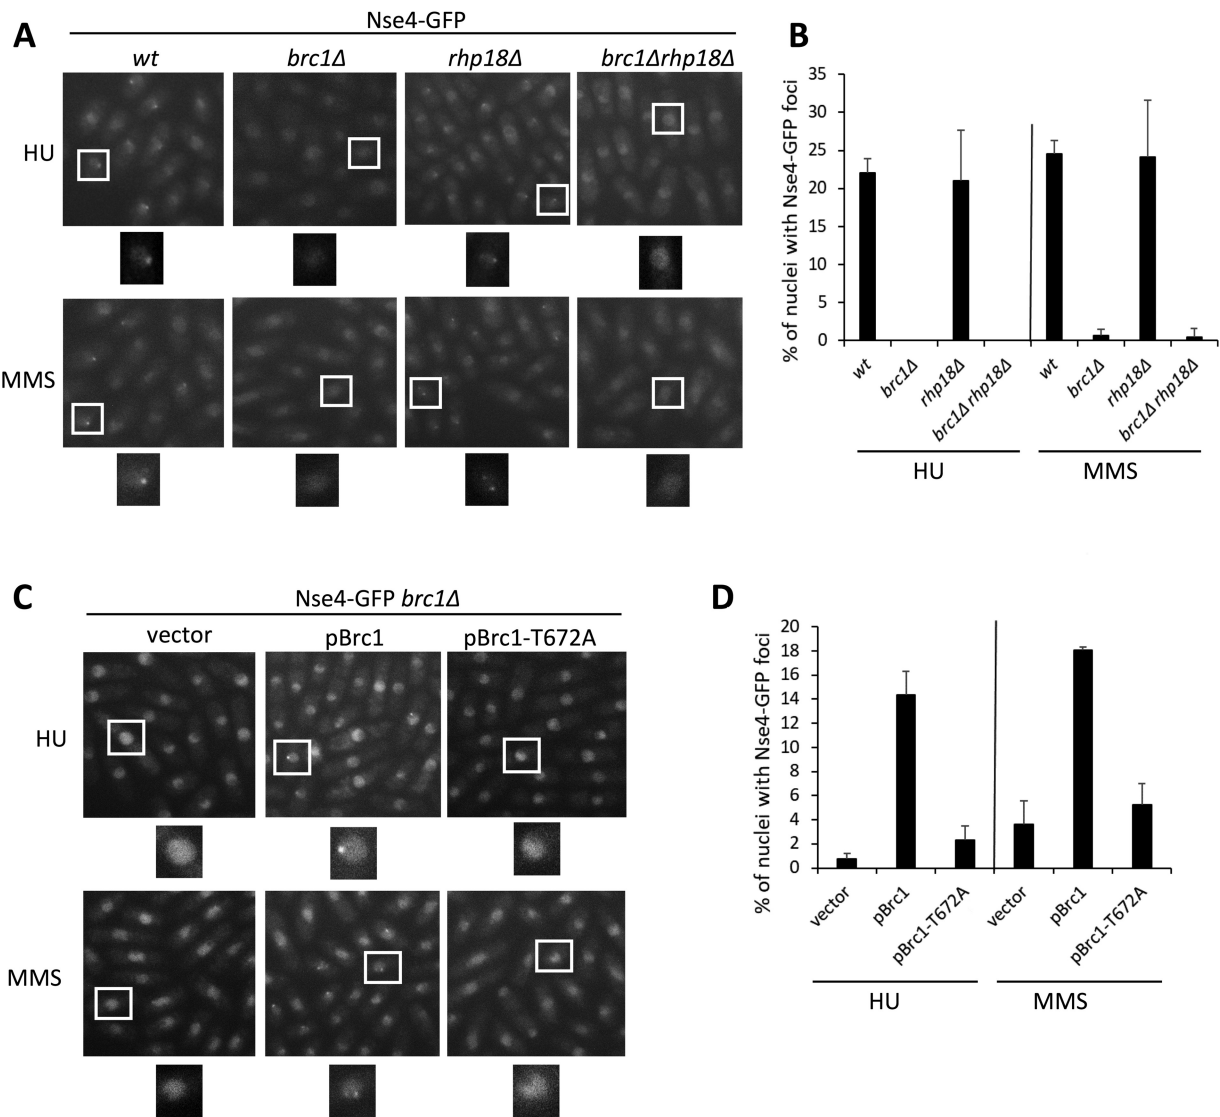 A
Nse4-GFP
wt brc1Δ rhp18Δ brc1Δrhp18Δ
HU
MMS
B
% of nuclei with Nse4-GFP foci
35
30
25
20
15
10
5
0
wt brc1Δ rhp18Δ brc1Δ rhp18Δ wt brc1Δ rhp18Δ brc1Δ rhp18Δ
HU MMS
C
Nse4-GFP brc1Δ
vector pBrc1 pBrc1-T672A
HU
MMS
D
% of nuclei with Nse4-GFP foci
20
18
16
14
12
10
8
6
4
2
0
vector pBrc1 pBrc1-T672A vector pBrc1 pBrc1-T672A
HU MMS